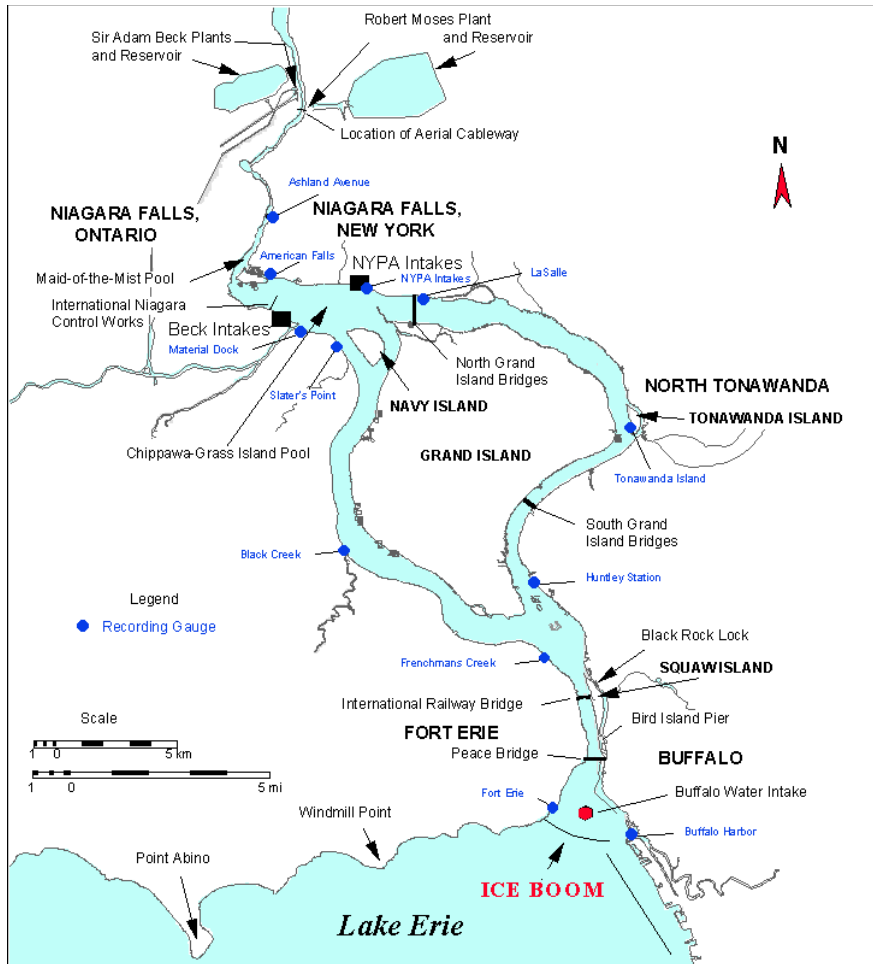 Sir Adam Beck Plants
and Reservoir
Robert Moses Plant
and Reservoir
Location of Aerial Cableway
N
Ashland Avenue
NIAGARA FALLS,
ONTARIO
NIAGARA FALLS,
NEW YORK
American Falls
NYPA Intakes
NYPA Intakes
LaSalle
Maid-of-the-Mist Pool
International Niagara
Control Works
Beck Intakes
Material Dock
North Grand
Island Bridges
Slater's Point
NAVY ISLAND
NORTH TONAWANDA
TONAWANDA ISLAND
Chippawa-Grass Island Pool
GRAND ISLAND
Tonawanda Island
South Grand
Island Bridges
Black Creek
Huntley Station
Legend
Recording Gauge
Black Rock Lock
Frenchmans Creek
SQUAWISLAND
International Railway Bridge
Bird Island Pier
Scale
FORT ERIE
1 0 5 km
Peace Bridge
BUFFALO
1 0 5 mi
Fort Erie
Buffalo Water Intake
Windmill Point
Buffalo Harbor
Point Abino
ICE BOOM
Lake Erie